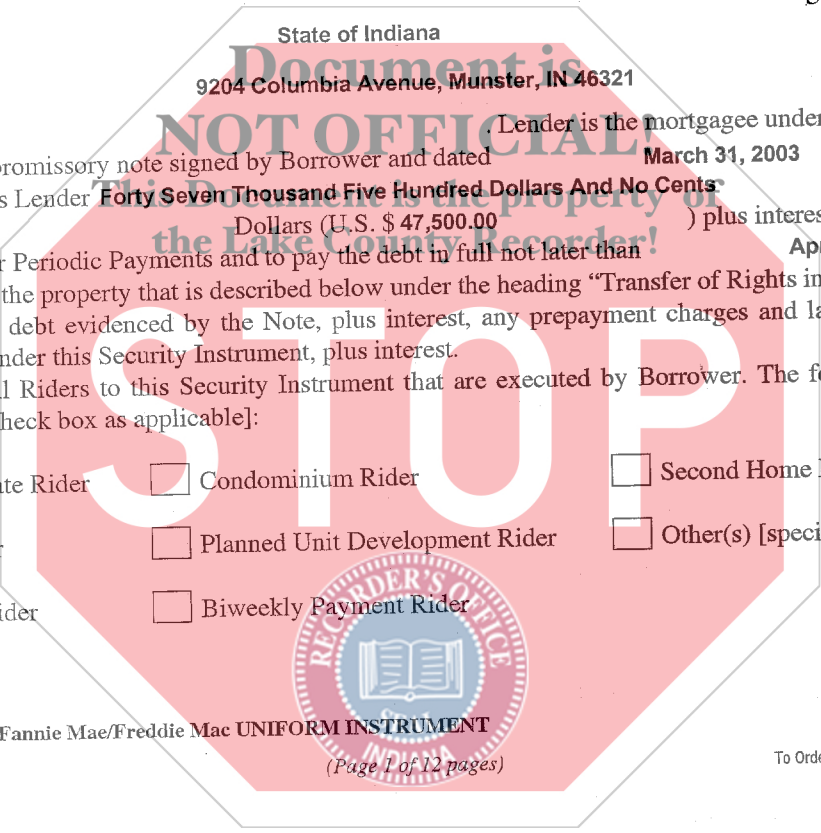 State of Indiana
Document is
9204 Columbia Avenue, Munster, IN 46321
NOT OFFICIAL!
. Lender is the mortgagee under
promissory note signed by Borrower and dated March 31, 2003
s Lender Forty Seven Thousand Five Hundred Dollars And No Cents
This Document is the property of
Dollars (U.S. $ 47,500.00 ) plus interes
the Lake County Recorder!
r Periodic Payments and to pay the debt in full not later than Apr
the property that is described below under the heading “Transfer of Rights in
debt evidenced by the Note, plus interest, any prepayment charges and la
nder this Security Instrument, plus interest.
l Riders to this Security Instrument that are executed by Borrower. The fo
heck box as applicable]:
STOP
te Rider Condominium Rider Second Home
r Planned Unit Development Rider Other(s) [speci
ider Biweekly Payment Rider
RECORDER'S OFFICE
SEAL
INDIANA
Fannie Mae/Freddie Mac UNIFORM INSTRUMENT
(Page 1 of 12 pages)
To Orde